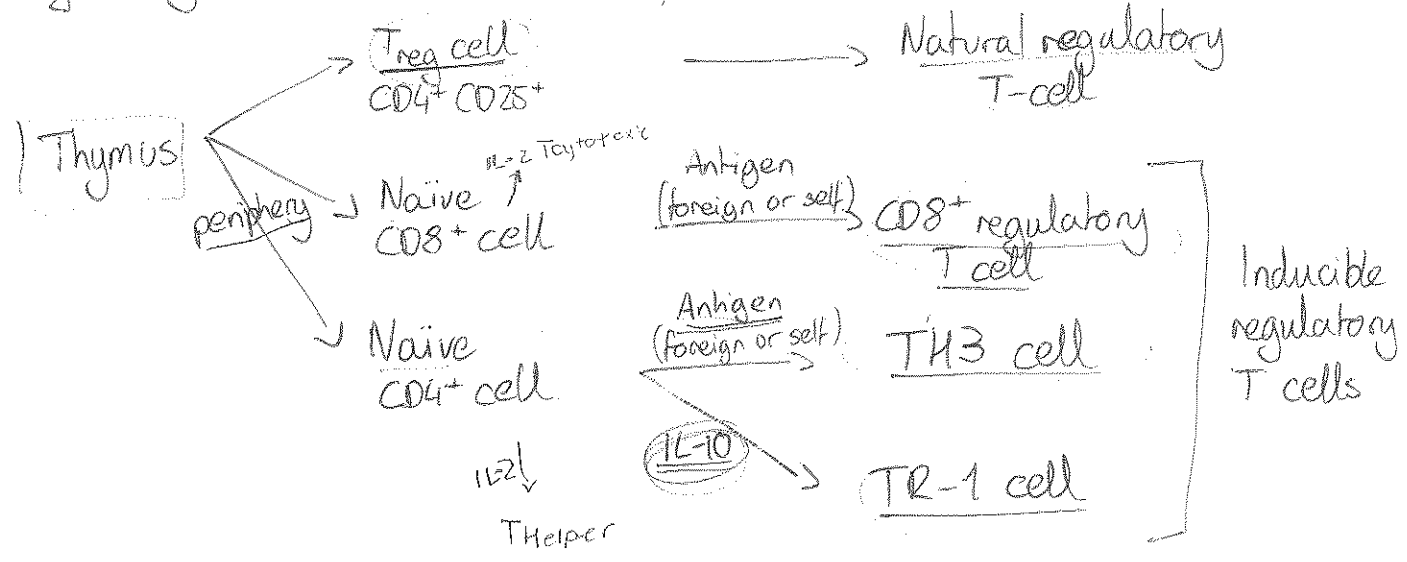 Treg cell
CD4+ CD25+
Natural regulatory
T-cell
Thymus
periphery
Naïve
CD8+ cell
IL-2 Tcytotoxic
Antigen
(foreign or self)
CD8+ regulatory
T cell
Naïve
CD4+ cell
Antigen
(foreign or self)
TH3 cell
IL-10
TR-1 cell
Inducible
regulatory
T cells
IL-2
THelper